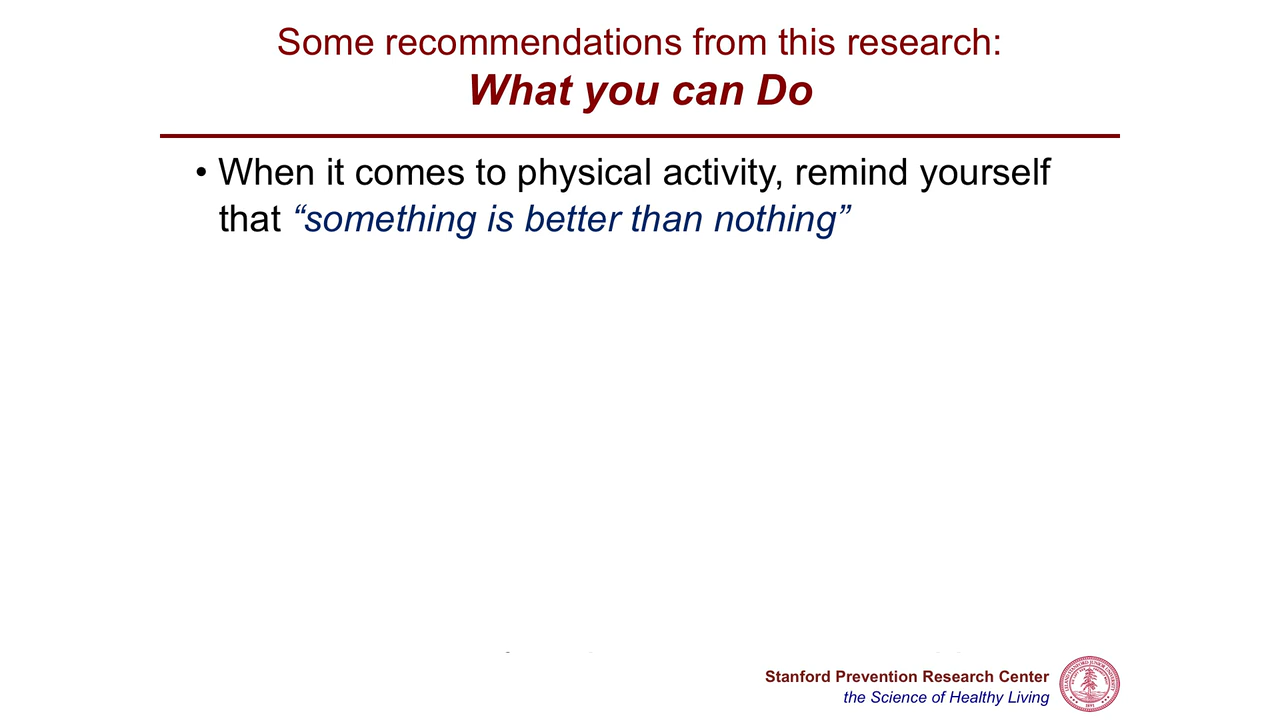 Some recommendations from this research:
What you can Do
• When it comes to physical activity, remind yourself
that “something is better than nothing”
Stanford Prevention Research Center
the Science of Healthy Living